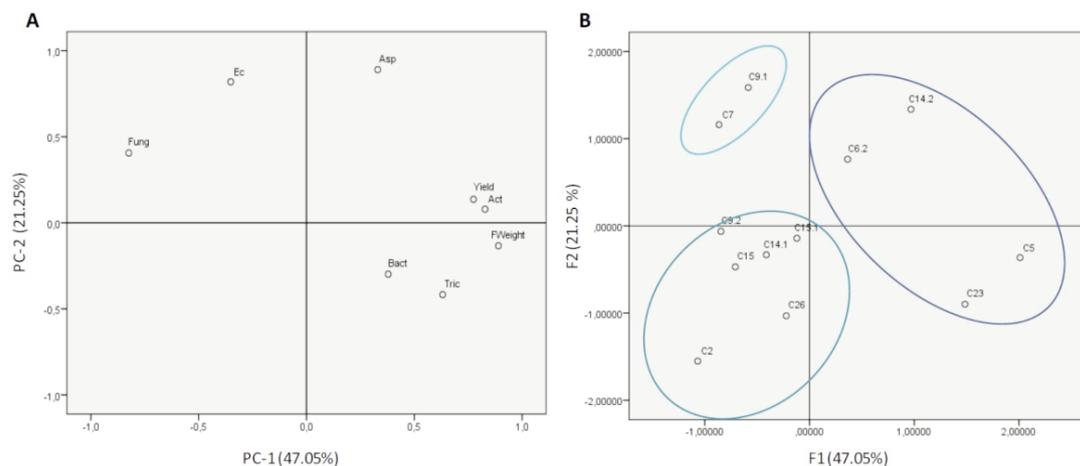 A
B
1,0
0,5
0,0
-0,5
-1,0
-1,0
-0,5
0,0
0,5
1,0
PC-2 (21.25%)
PC-1 (47.05%)
Asp
Ec
Fung
Yield
Act
FWeight
Bact
Tric
2,00000
1,00000
,00000
-1,00000
-2,00000
-1,00000
,00000
1,00000
2,00000
F2 (21.25 %)
F1 (47.05%)
C9.1
C7
C14.2
C6.2
C9.2
C15.1
C14.1
C15
C5
C23
C26
C2